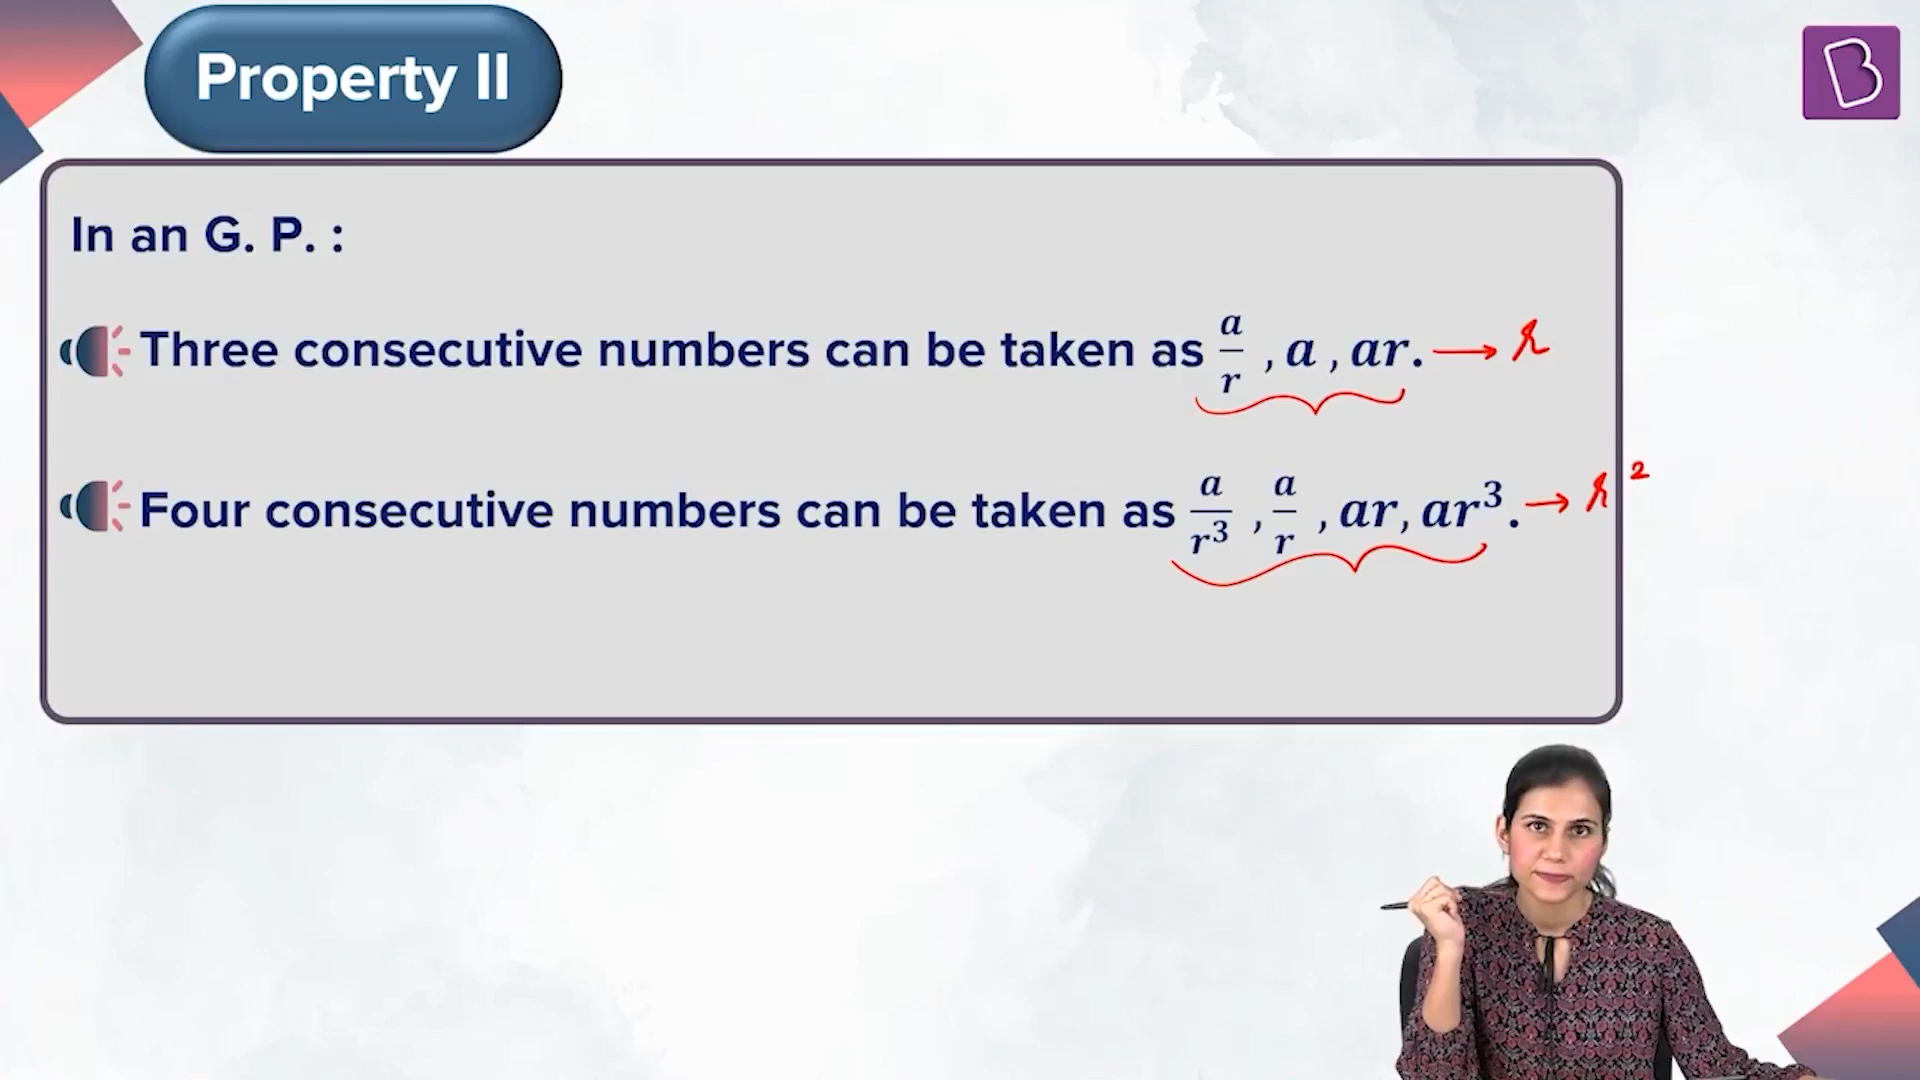 Property II
B
In an G. P. :
Three consecutive numbers can be taken as a/r , a , ar. → r
Four consecutive numbers can be taken as a/r³ , a/r , ar, ar³. → r²